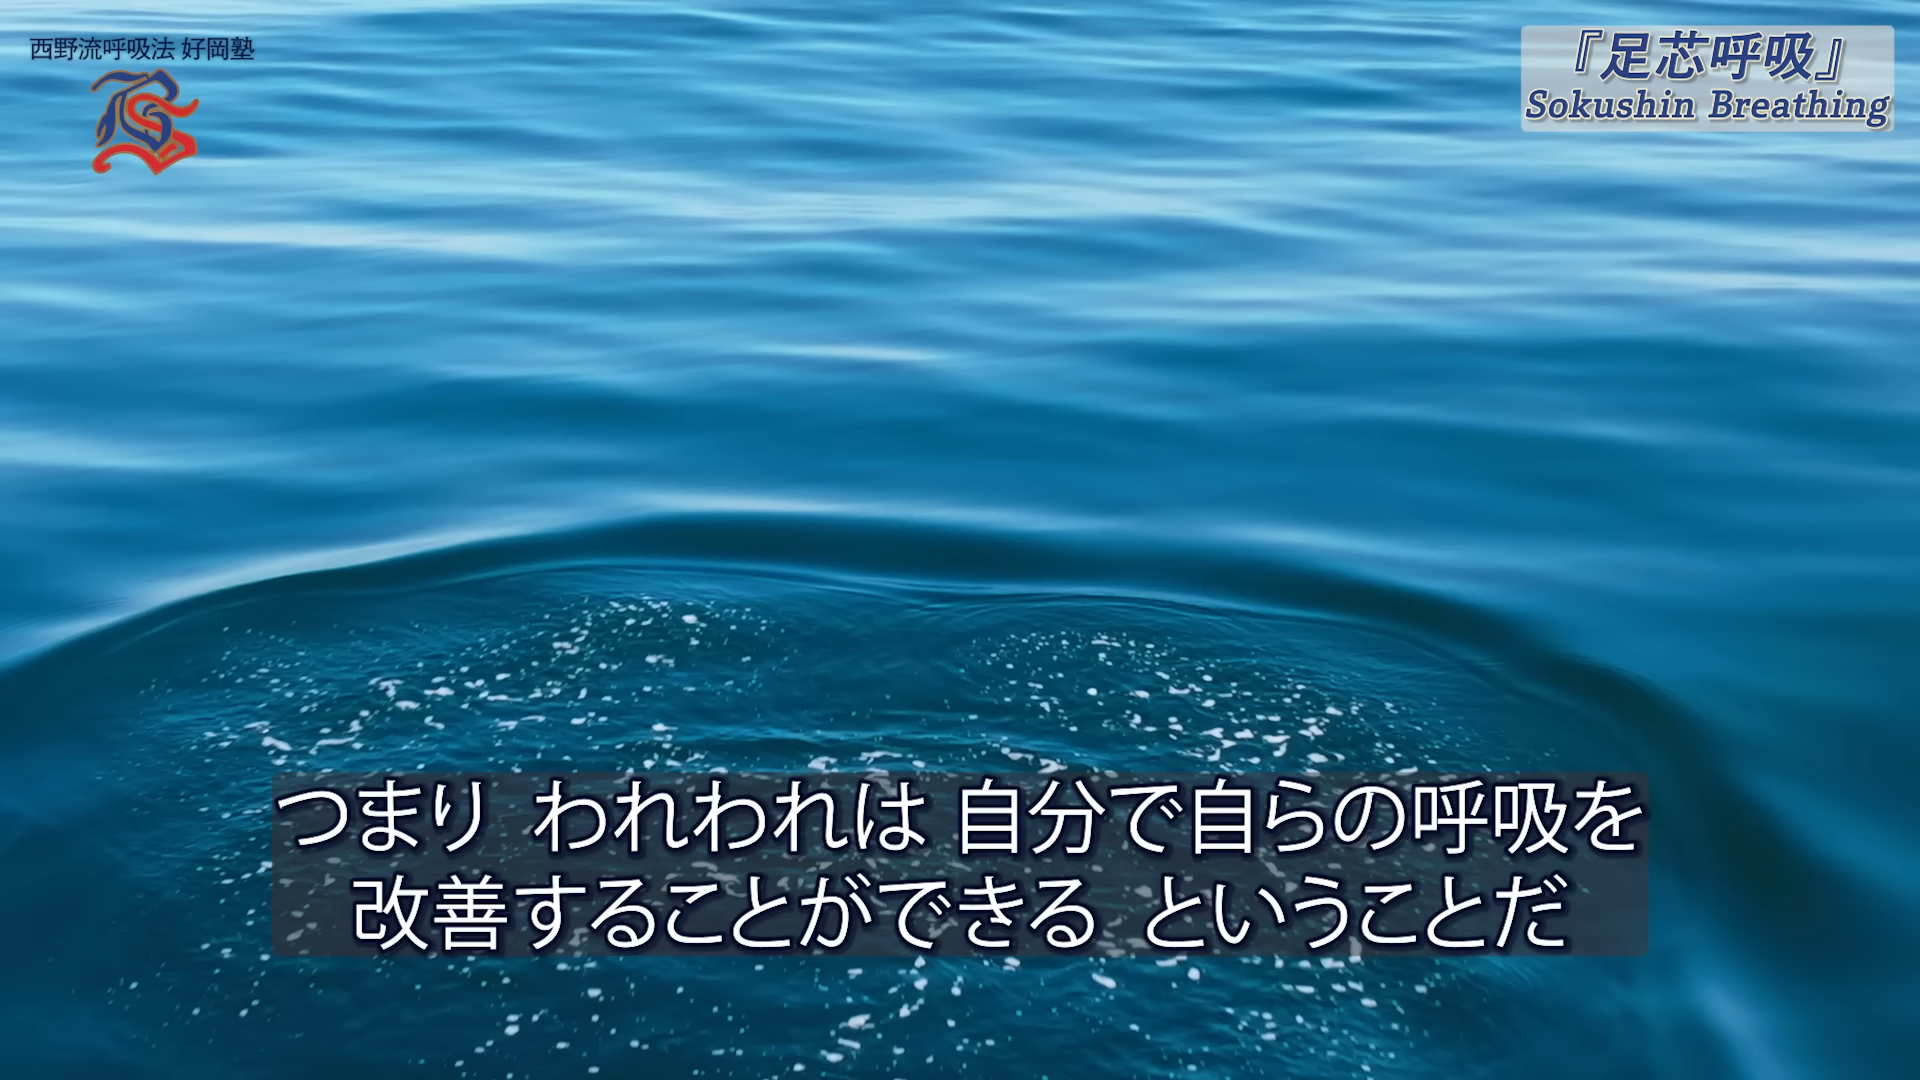 西野流呼吸法 好岡塾
『足芯呼吸』
Sokushin Breathing
つまり われわれは 自分で自らの呼吸を
改善することができる ということだ